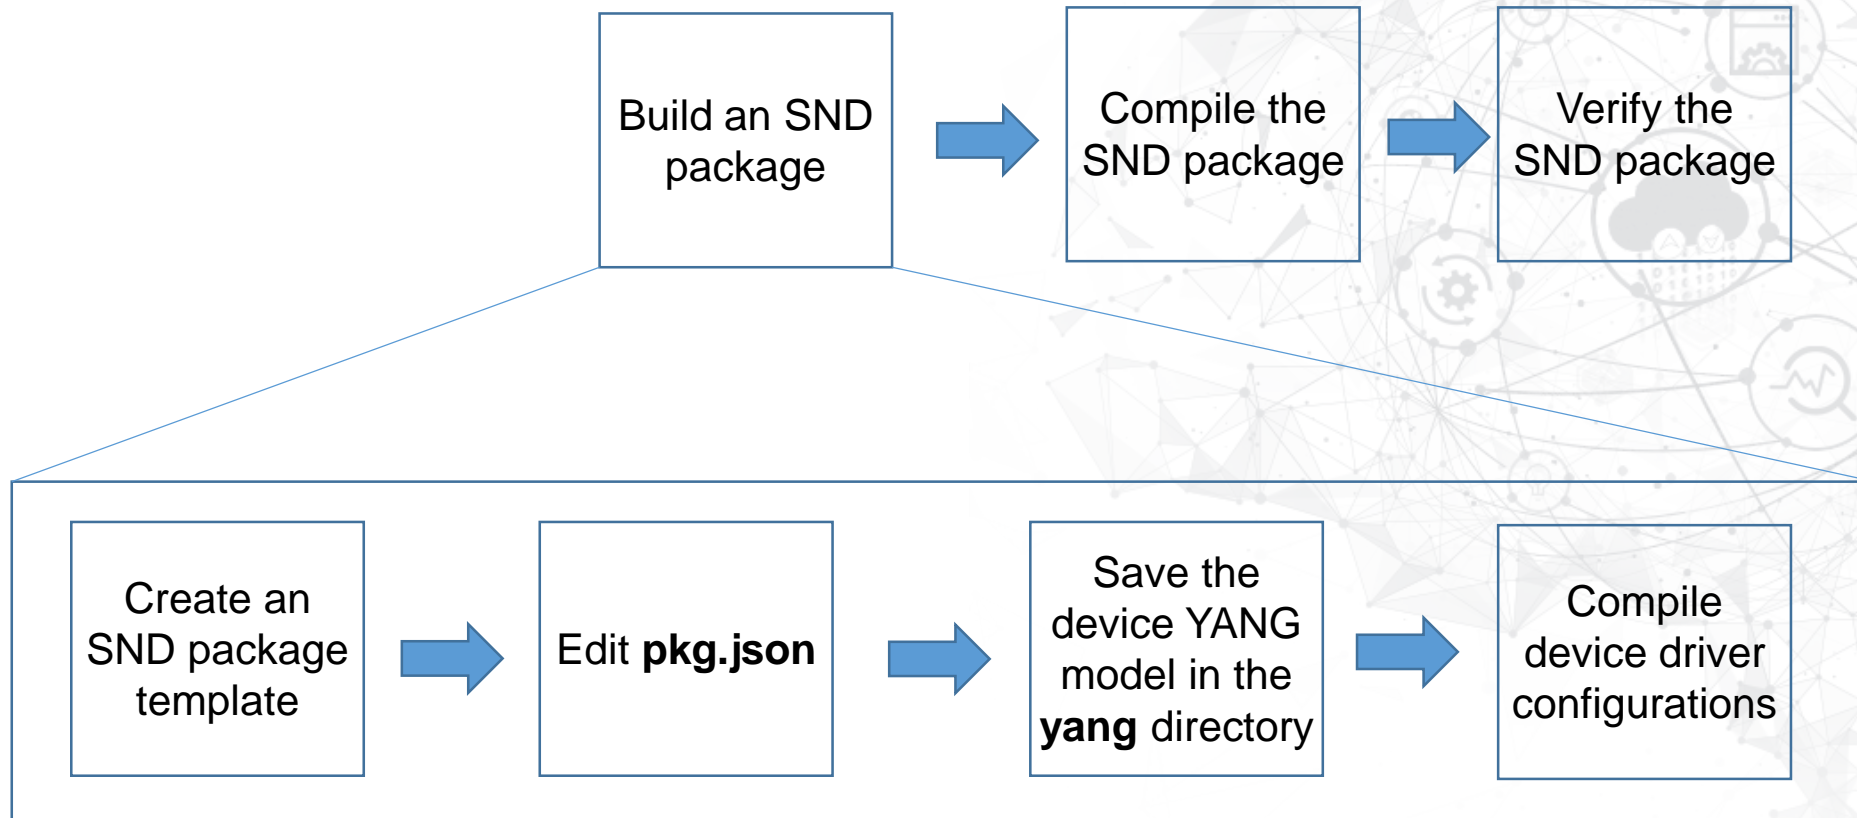 Build an SND
package
Compile the
SND package
Verify the
SND package
Create an
SND package
template
Edit pkg.json
Save the
device YANG
model in the
yang directory
Compile
device driver
configurations